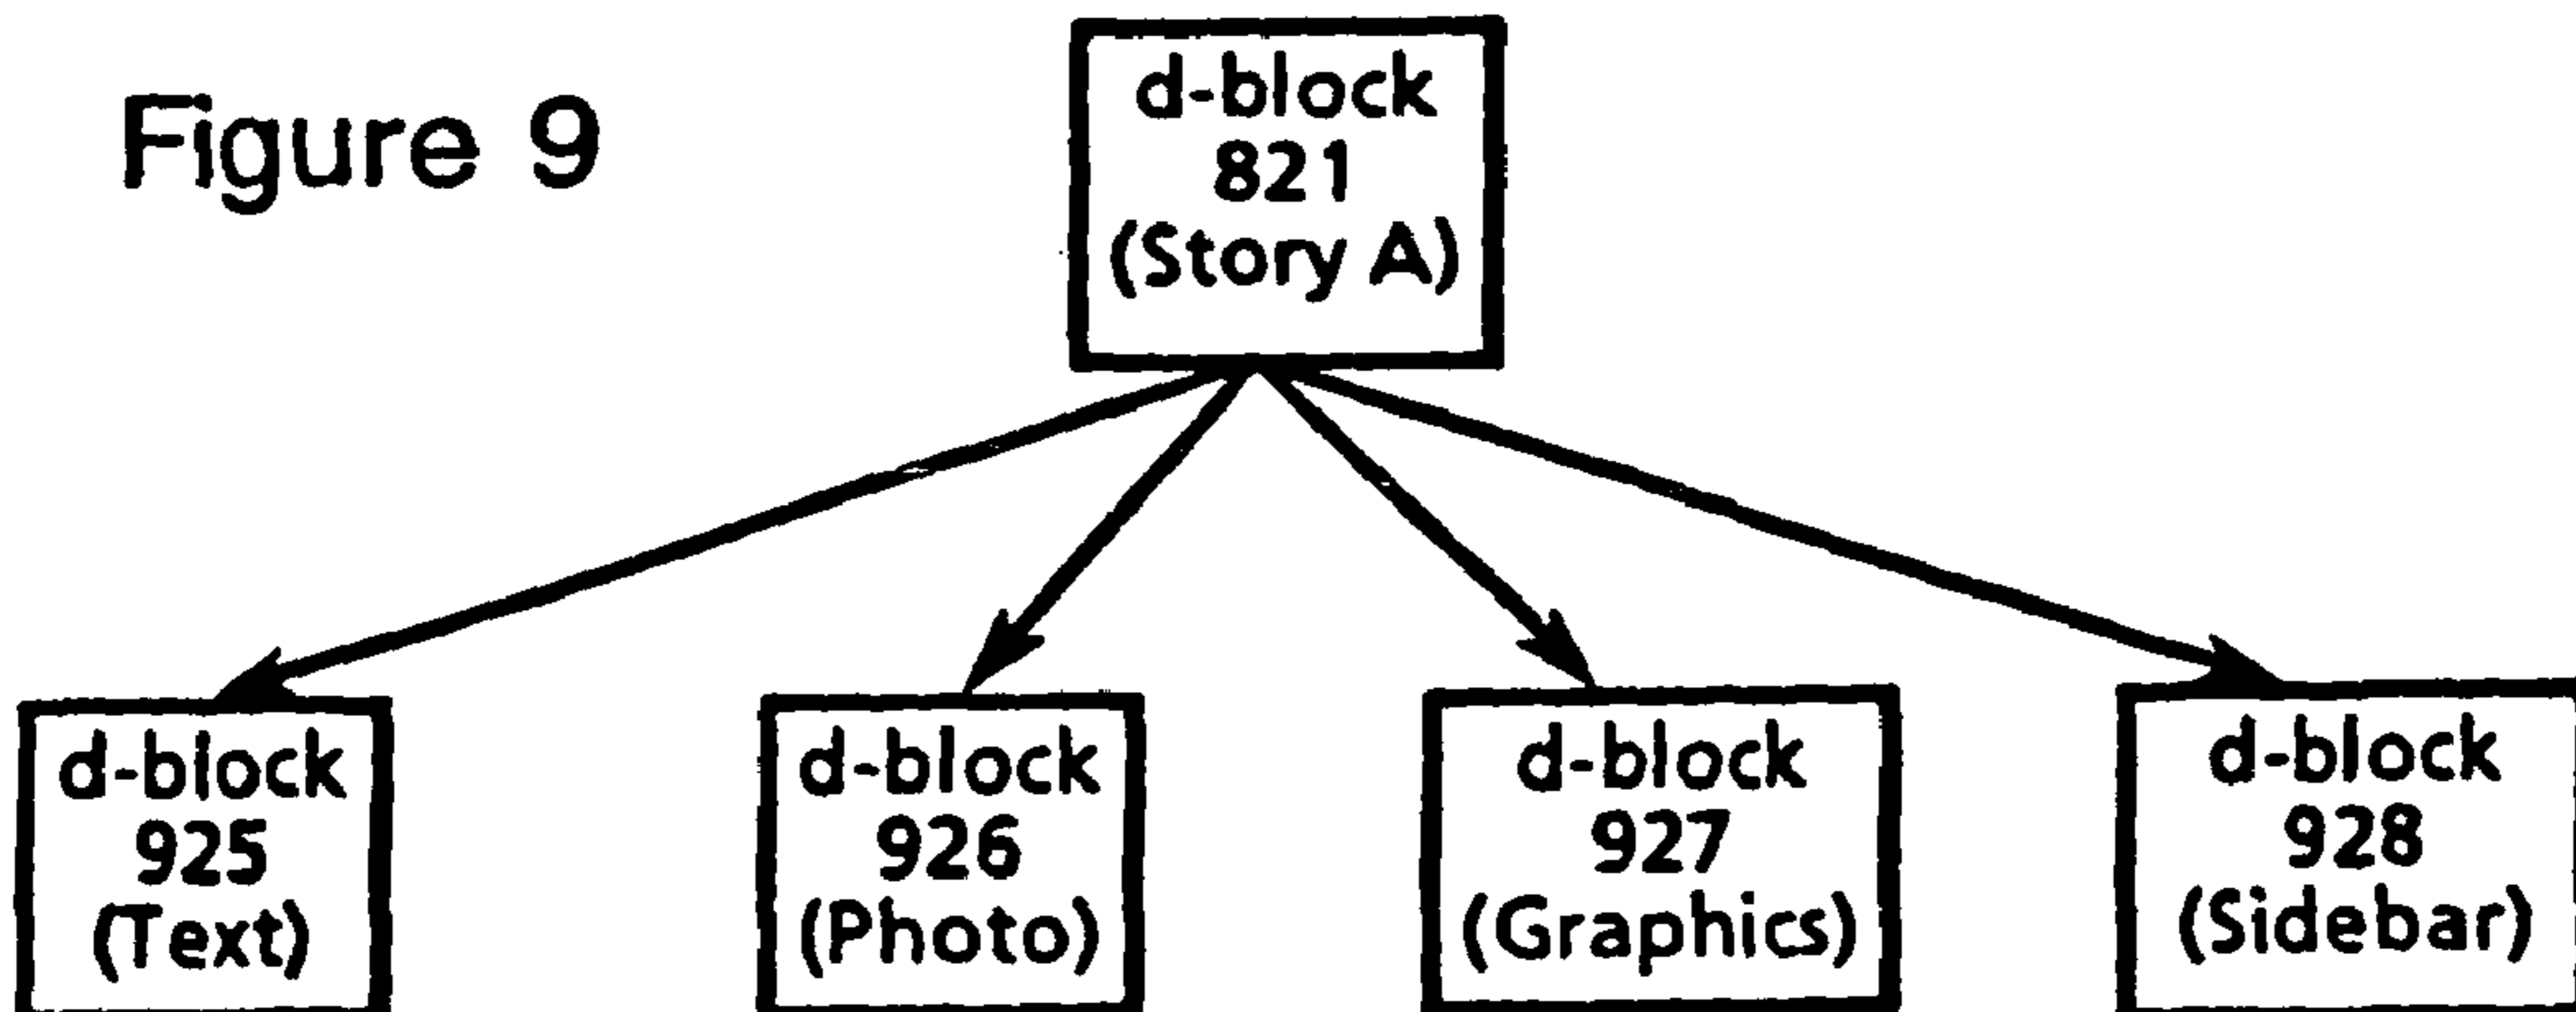 Figure 9
d-block
821
(Story A)
d-block
925
(Text)
d-block
926
(Photo)
d-block
927
(Graphics)
d-block
928
(Sidebar)